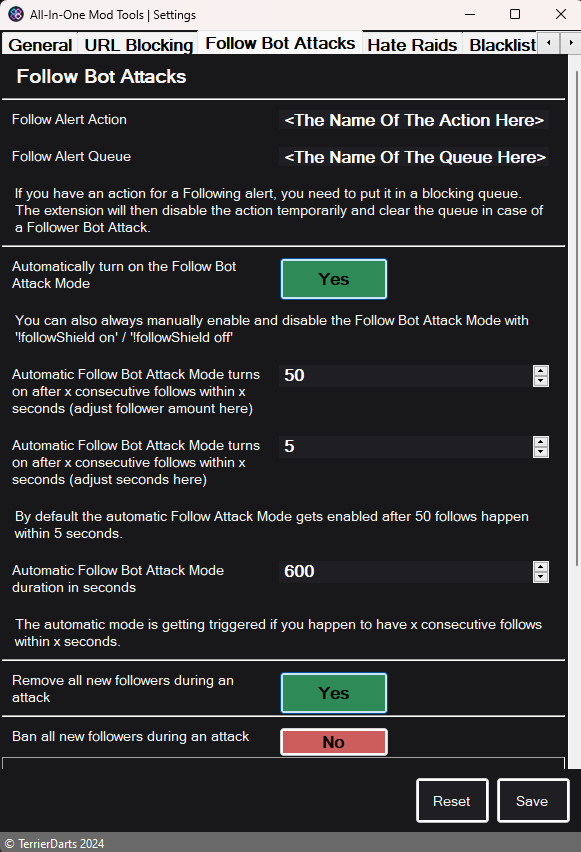 All-In-One Mod Tools | Settings
General URL Blocking Follow Bot Attacks Hate Raids Blacklist
Follow Bot Attacks
Follow Alert Action <The Name Of The Action Here>
Follow Alert Queue <The Name Of The Queue Here>
If you have an action for a Following alert, you need to put it in a blocking queue.
The extension will then disable the action temporarily and clear the queue in case of
a Follower Bot Attack.
Automatically turn on the Follow Bot
Attack Mode
Yes
You can also always manually enable and disable the Follow Bot Attack Mode with
'!followShield on' / '!followShield off'
Automatic Follow Bot Attack Mode turns
on after x consecutive follows within x
seconds (adjust follower amount here)
50
Automatic Follow Bot Attack Mode turns
on after x consecutive follows within x
seconds (adjust seconds here)
5
By default the automatic Follow Attack Mode gets enabled after 50 follows happen
within 5 seconds.
Automatic Follow Bot Attack Mode
duration in seconds
600
The automatic mode is getting triggered if you happen to have x consecutive follows
within x seconds.
Remove all new followers during an
attack
Yes
Ban all new followers during an attack
No
Reset Save
© TerrierDarts 2024